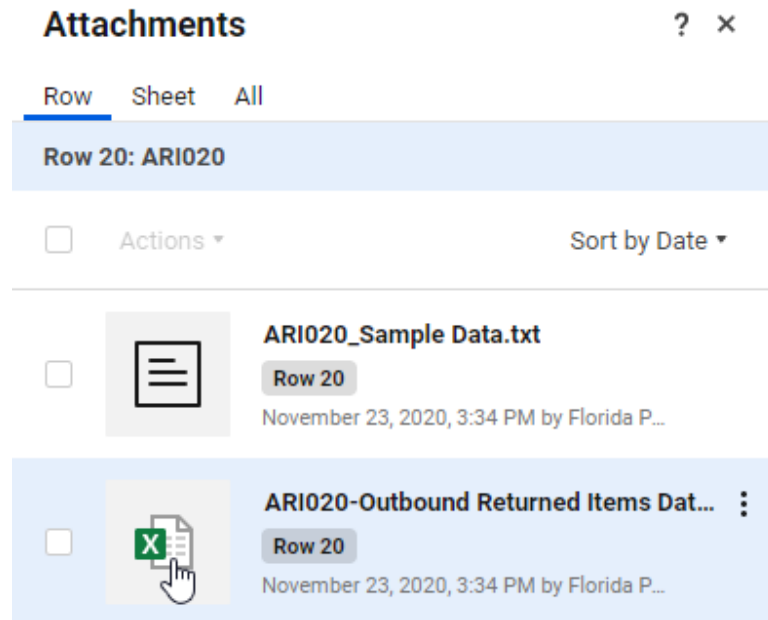 Attachments ? ×
Row Sheet All
Row 20: ARI020
Actions Sort by Date
ARI020_Sample Data.txt
Row 20
November 23, 2020, 3:34 PM by Florida P...
ARI020-Outbound Returned Items Dat...
X
Row 20
November 23, 2020, 3:34 PM by Florida P...